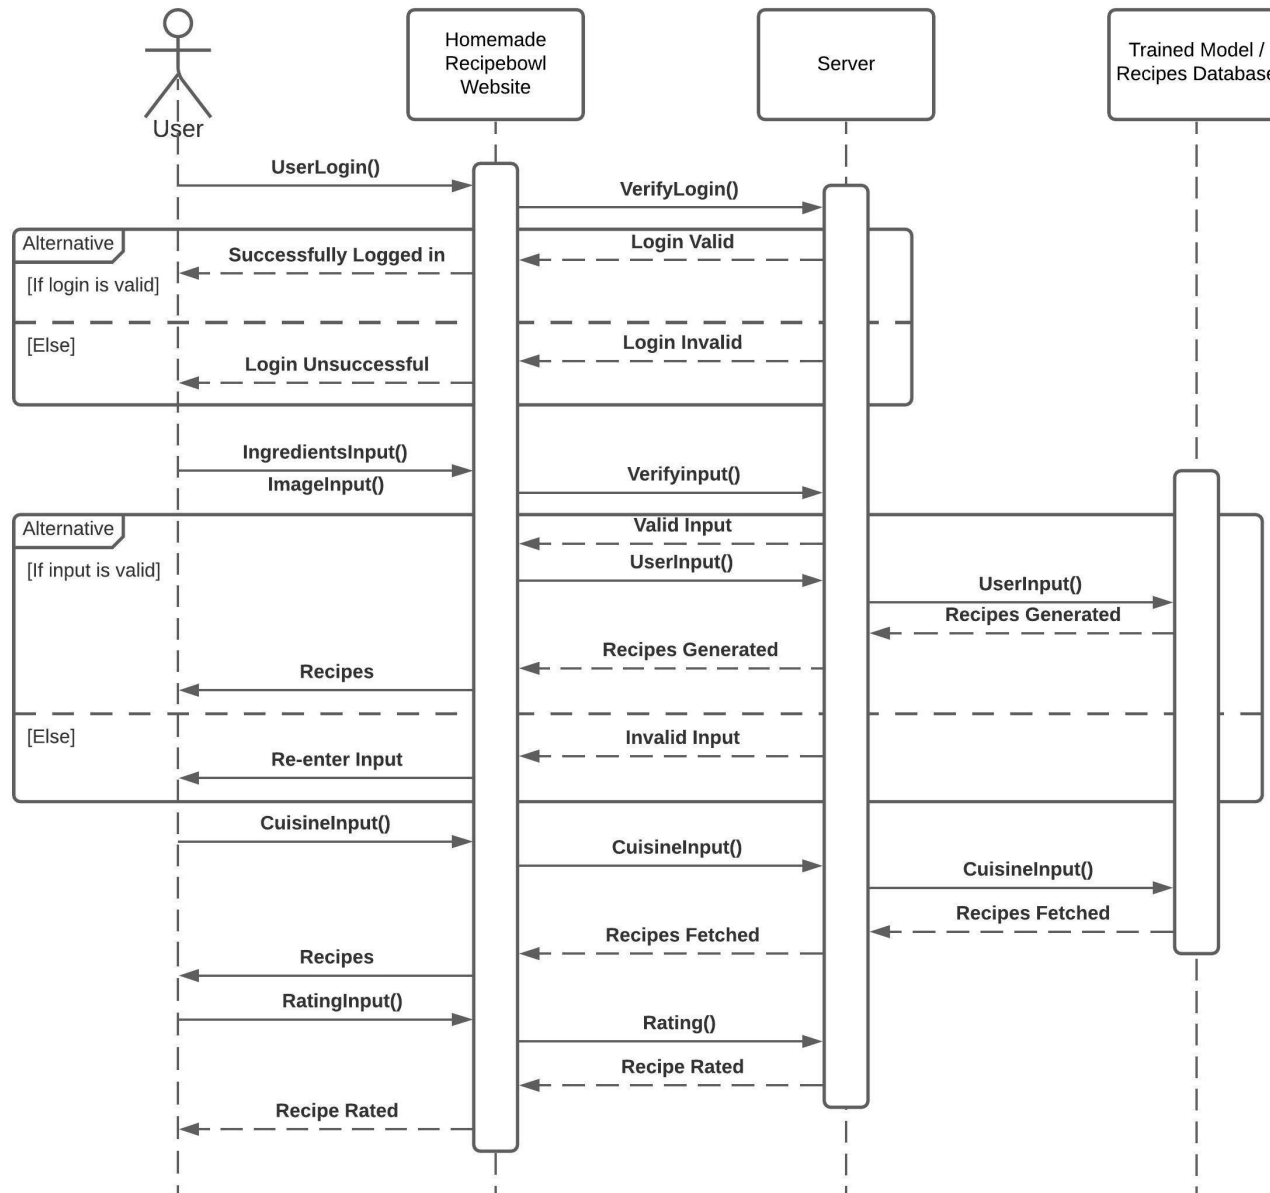 Homemade
Recipebowl
Website
Server
Trained Model /
Recipes Database
User
UserLogin()
VerifyLogin()
Alternative
Login Valid
Successfully Logged in
[If login is valid]
[Else]
Login Invalid
Login Unsuccessful
IngredientsInput()
ImageInput()
Verifyinput()
Alternative
Valid Input
[If input is valid]
UserInput()
UserInput()
Recipes Generated
Recipes Generated
Recipes
[Else]
Invalid Input
Re-enter Input
CuisineInput()
CuisineInput()
CuisineInput()
Recipes Fetched
Recipes Fetched
Recipes
RatingInput()
Rating()
Recipe Rated
Recipe Rated